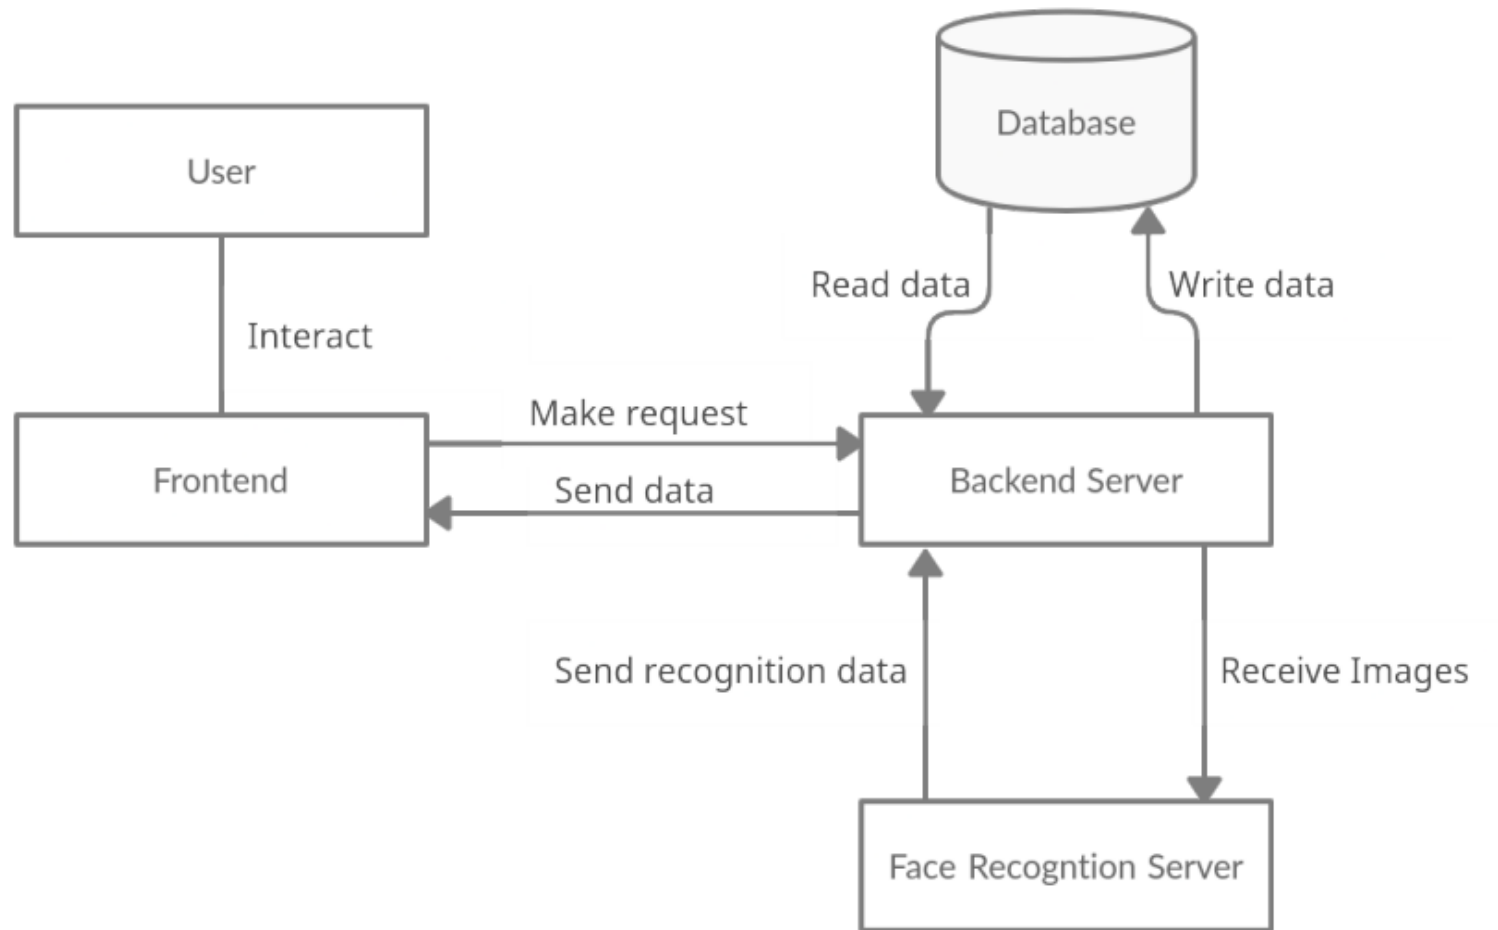 Database
User
Read data
Write data
Interact
Make request
Frontend
Send data
Backend Server
Send recognition data
Receive Images
Face Recogntion Server